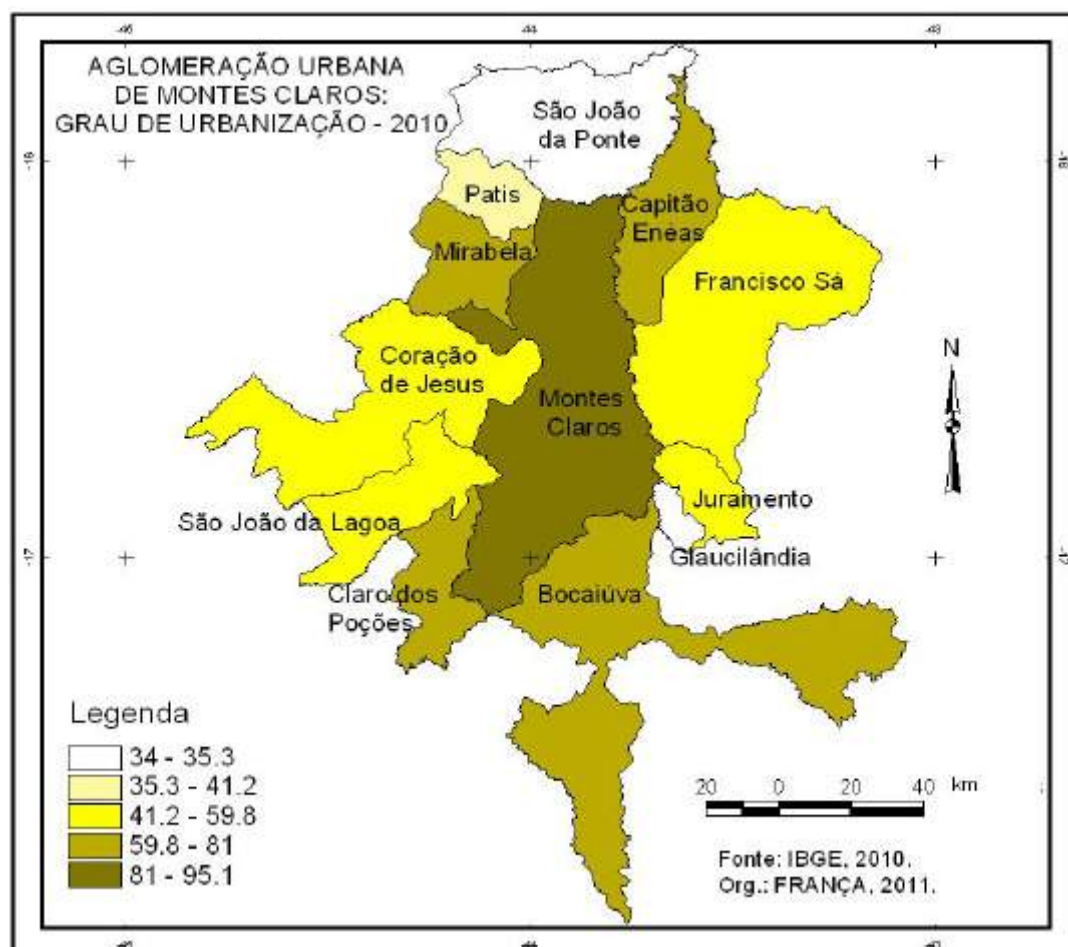 -45
-44
-43
AGLOMERAÇÃO URBANA
DE MONTES CLAROS:
GRAU DE URBANIZAÇÃO - 2010
São João
da Ponte
-16
Patis
Capitão
Enéas
Mirabela
Francisco Sá
Coração
de Jesus
N
Montes
Claros
Juramento
São João da Lagoa
-17
Glaucilândia
Claro dos
Poções
Bocaiúva
Legenda
34 - 35.3
35.3 - 41.2
41.2 - 59.8
59.8 - 81
81 - 95.1
20 0 20 40 km
Fonte: IBGE, 2010.
Org.: FRANÇA, 2011.